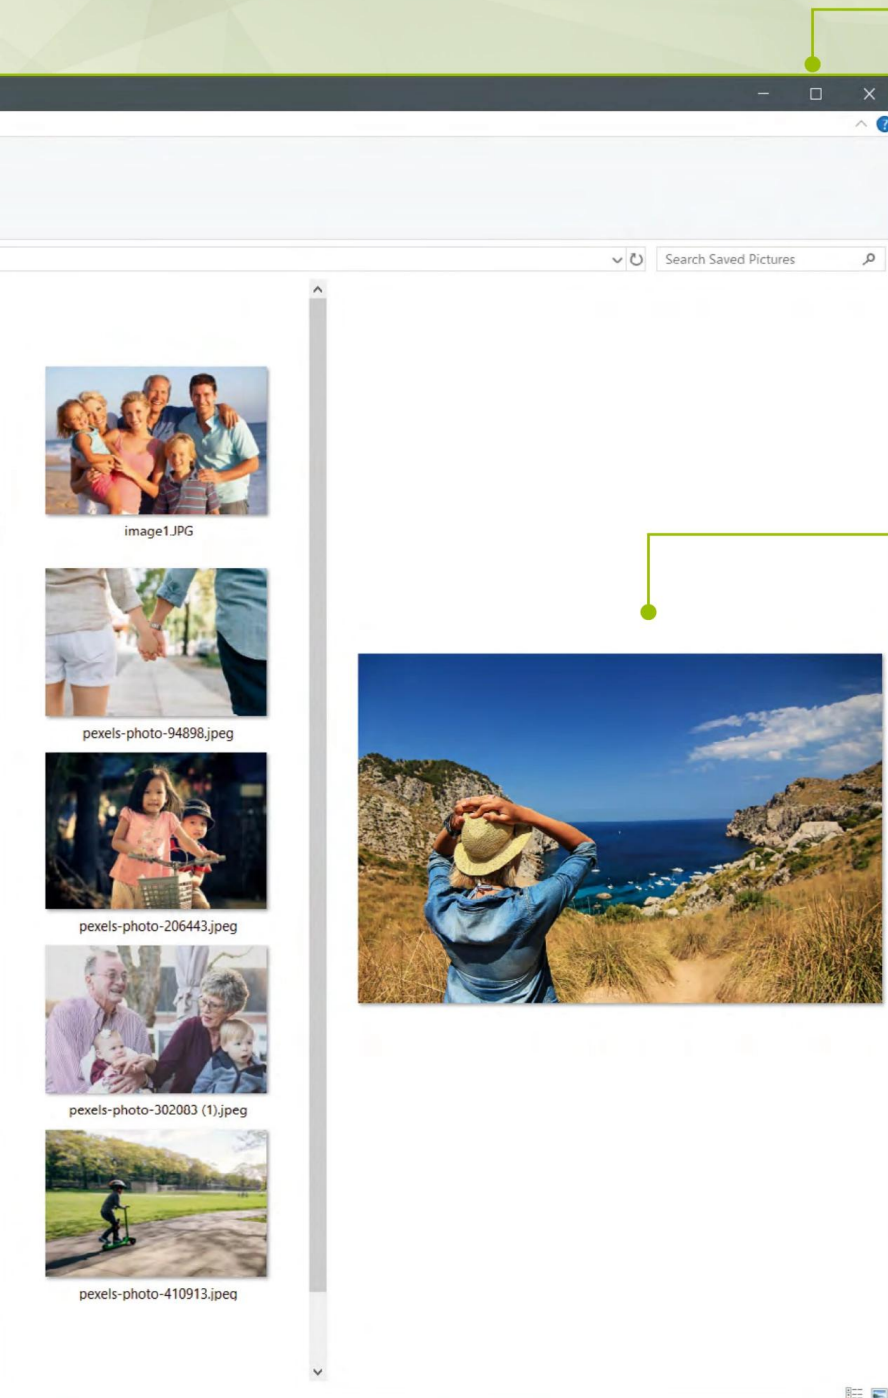 Search Saved Pictures
image1.JPG
pexels-photo-94898.jpeg
pexels-photo-206443.jpeg
pexels-photo-302083 (1).jpeg
pexels-photo-410913.jpeg